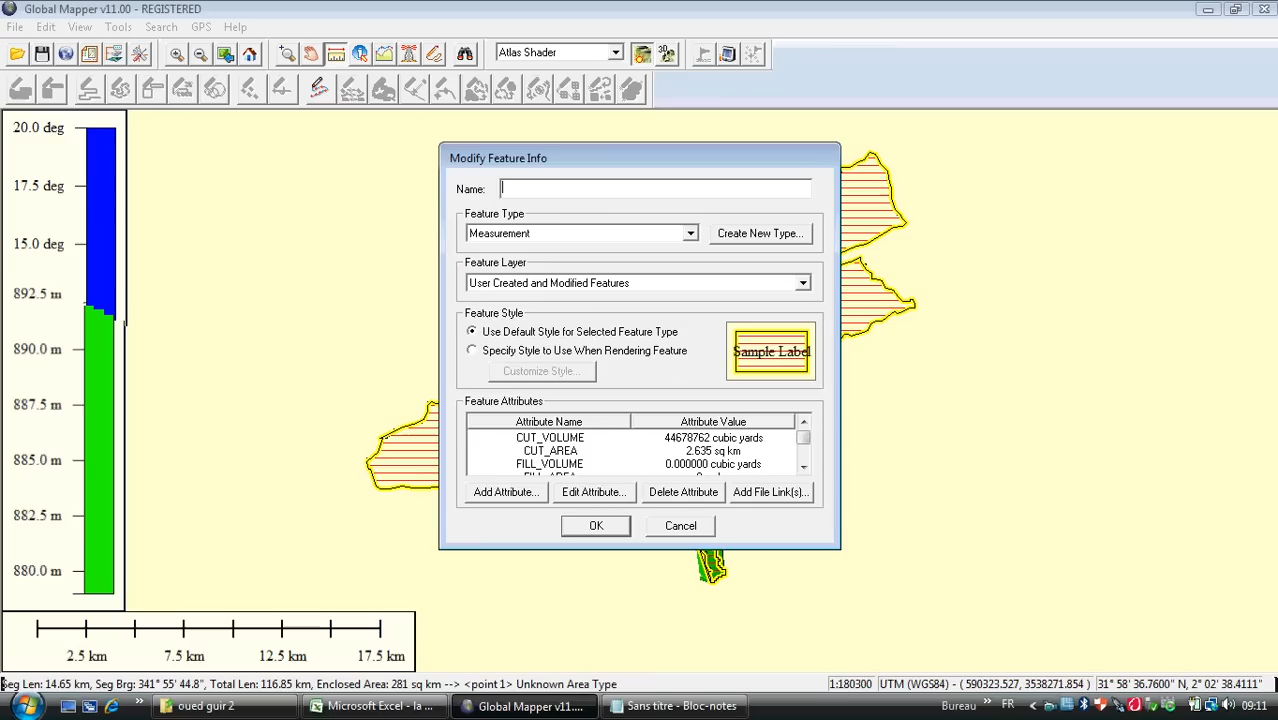 Global Mapper v11.00 - REGISTERED
File Edit View Tools Search GPS Help
Atlas Shader
20.0 deg
17.5 deg
15.0 deg
892.5 m
890.0 m
887.5 m
885.0 m
882.5 m
880.0 m
Modify Feature Info
Name:
Feature Type
Measurement
Create New Type...
Feature Layer
User Created and Modified Features
Feature Style
Use Default Style for Selected Feature Type
Specify Style to Use When Rendering Feature
Customize Style...
Sample Label
Feature Attributes
Attribute Name Attribute Value
CUT_VOLUME 44678762 cubic yards
CUT_AREA 2.635 sq km
FILL_VOLUME 0.000000 cubic yards
Add Attribute... Edit Attribute... Delete Attribute Add File Link(s)...
OK Cancel
2.5 km 7.5 km 12.5 km 17.5 km
Seg Len: 14.65 km, Seg Brg: 341° 55' 44.8", Total Len: 116.85 km, Enclosed Area: 281 sq km --> <point 1> Unknown Area Type
1:180300 UTM (WGS84) - ( 590323.527, 3538271.854 ) 31° 58' 36.7600" N, 2° 02' 38.4111"
oued guir 2 Microsoft Excel - la ... Global Mapper v11.... Sans titre - Bloc-notes Bureau FR 09:11